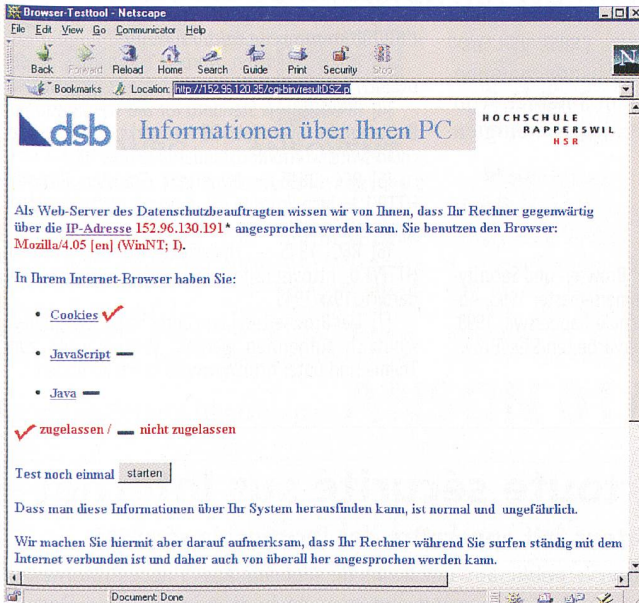 Browser-Testtool - Netscape
File Edit View Go Communicator Help
Back Forward Reload Home Search Guide Print Security Stop
Bookmarks Location: http://152.96.120.35/cgi-bin/resultDSZ.pl
N
dsb Informationen über Ihren PC
HOCHSCHULE
RAPPERSWIL
HSR
Als Web-Server des Datenschutzbeauftragten wissen wir von Ihnen, dass Ihr Rechner gegenwärtig
über die IP-Adresse 152.96.130.191* angesprochen werden kann. Sie benutzen den Browser:
Mozilla/4.05 [en] (WinNT; I).
In Ihrem Internet-Browser haben Sie:
• Cookies
• JavaScript
• Java
zugelassen / nicht zugelassen
Test noch einmal starten
Dass man diese Informationen über Ihr System herausfinden kann, ist normal und ungefährlich.
Wir machen Sie hiermit aber darauf aufmerksam, dass Ihr Rechner während Sie surfen ständig mit dem
Internet verbunden ist und daher auch von überall her angesprochen werden kann.
Document: Done